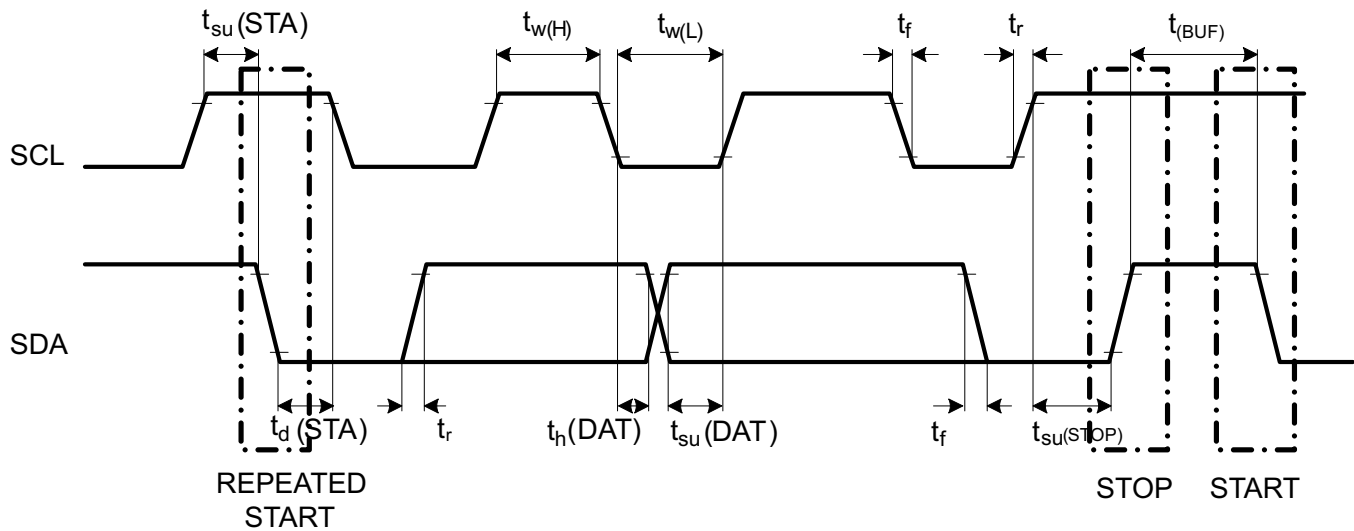 tsu(STA) tw(H) tw(L) tf tr t(BUF)
SCL
SDA
td(STA) tr th(DAT) tsu(DAT) tf tsu(STOP)
REPEATED
START
STOP START